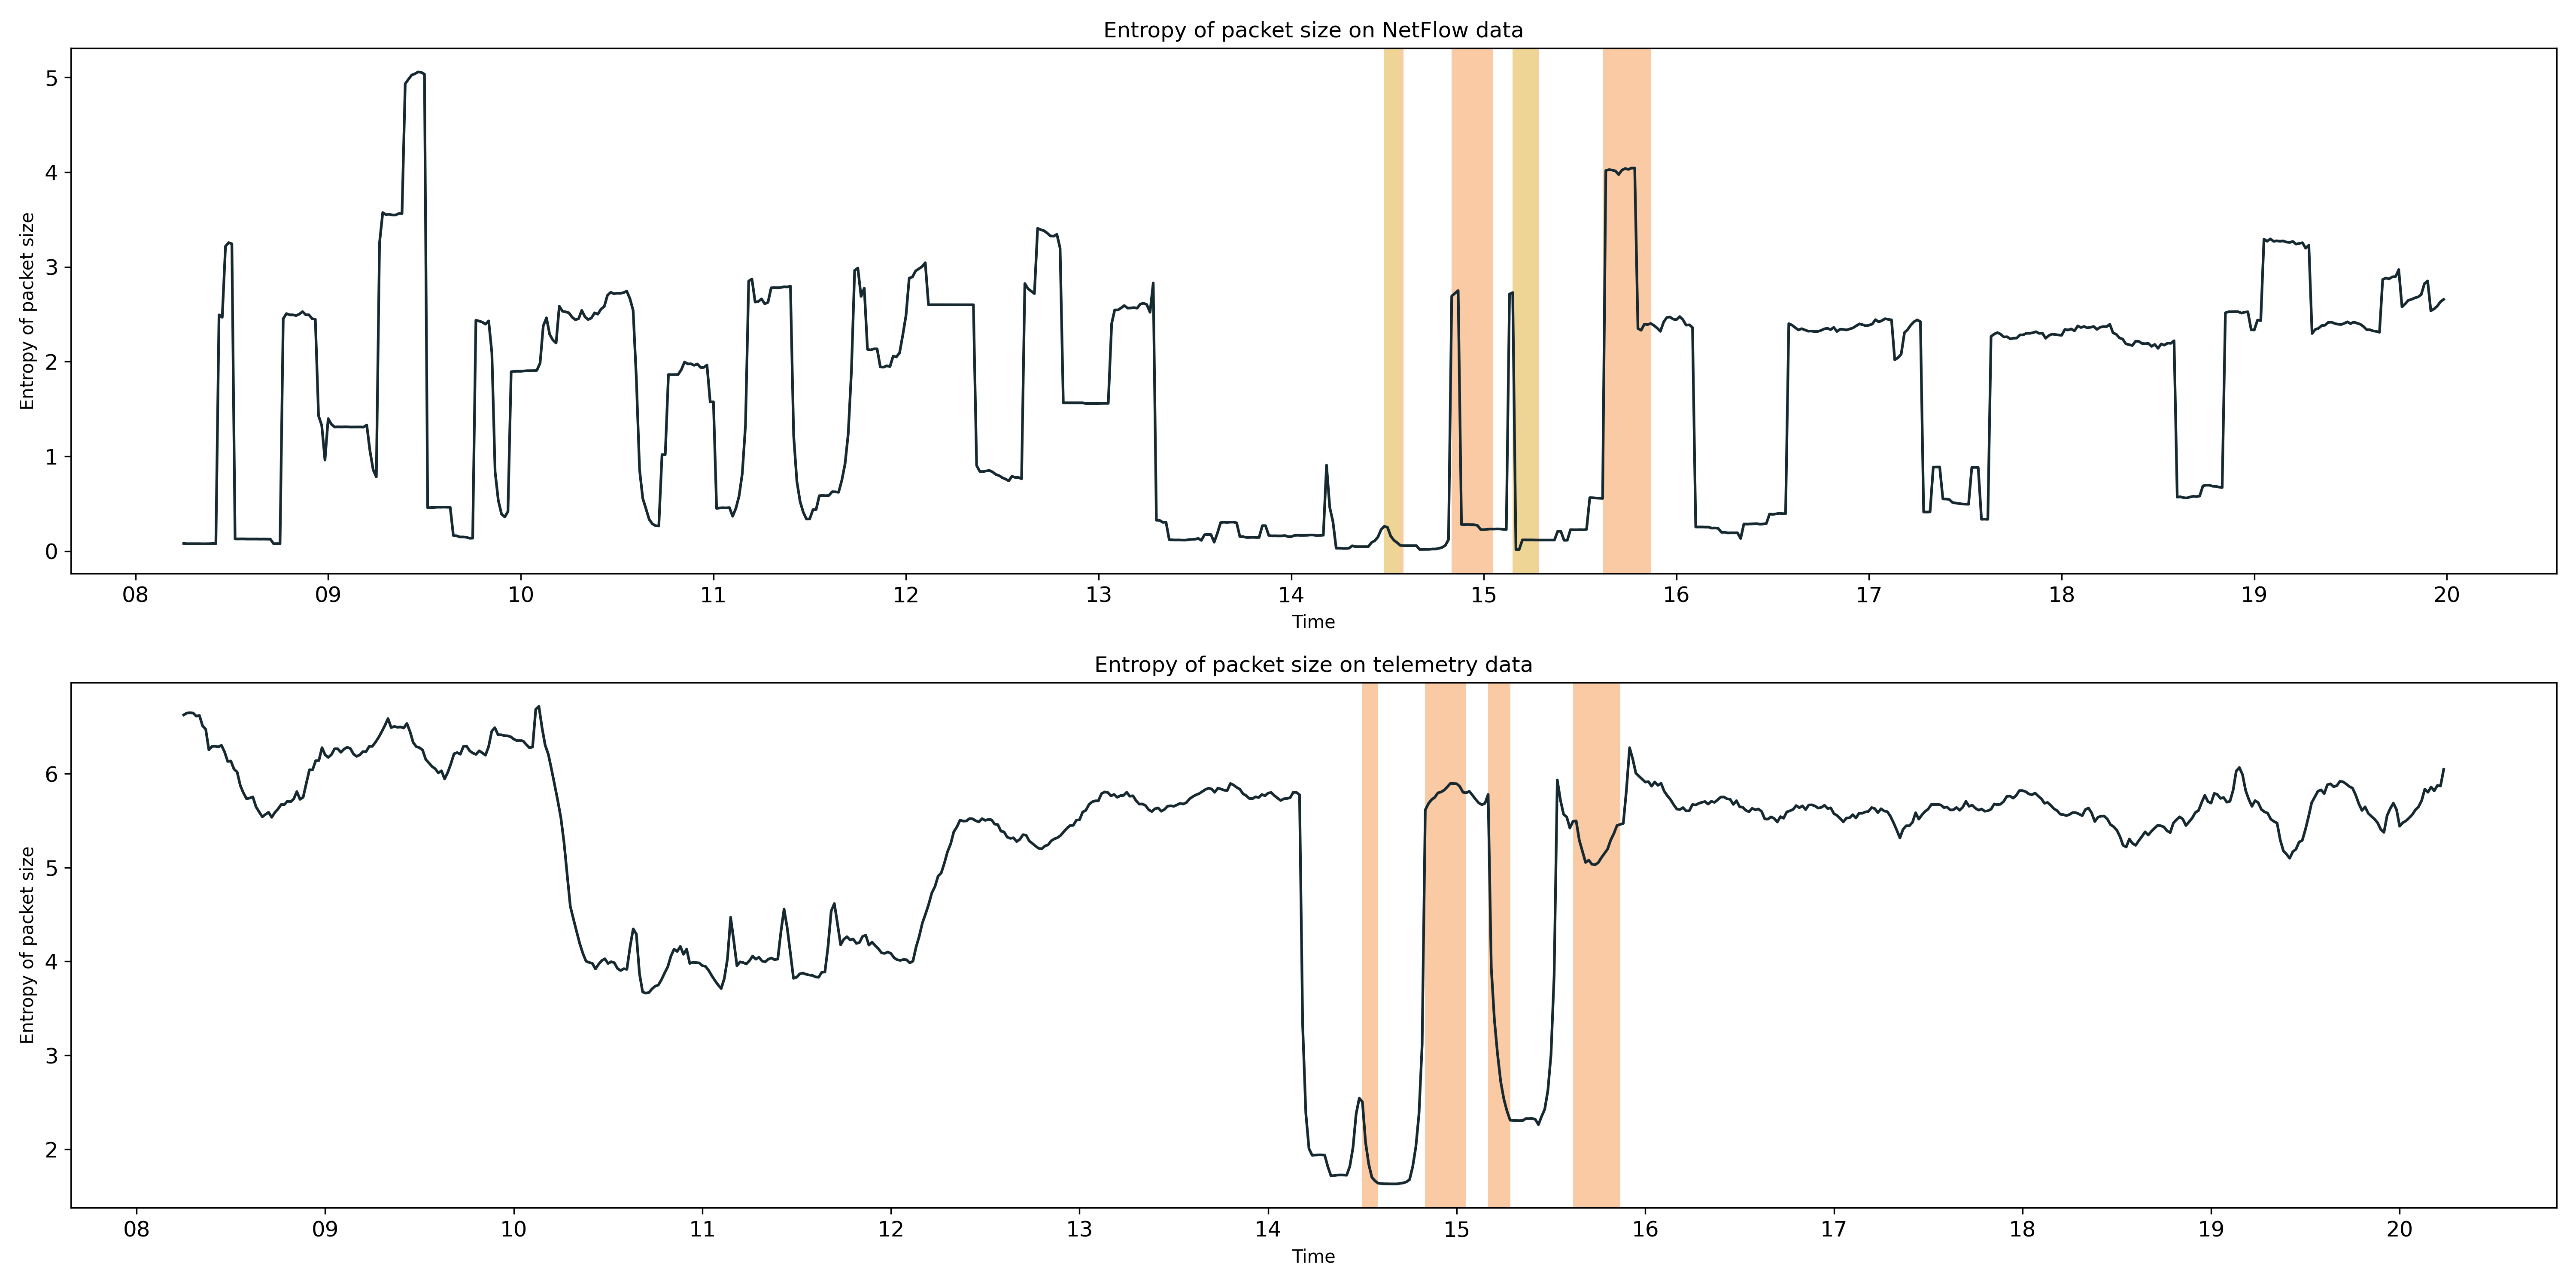 Entropy of packet size on NetFlow data
Entropy of packet size
5
4
3
2
1
0
08 09 10 11 12 13 14 15 16 17 18 19 20
Time
Entropy of packet size on telemetry data
Entropy of packet size
6
5
4
3
2
08 09 10 11 12 13 14 15 16 17 18 19 20
Time